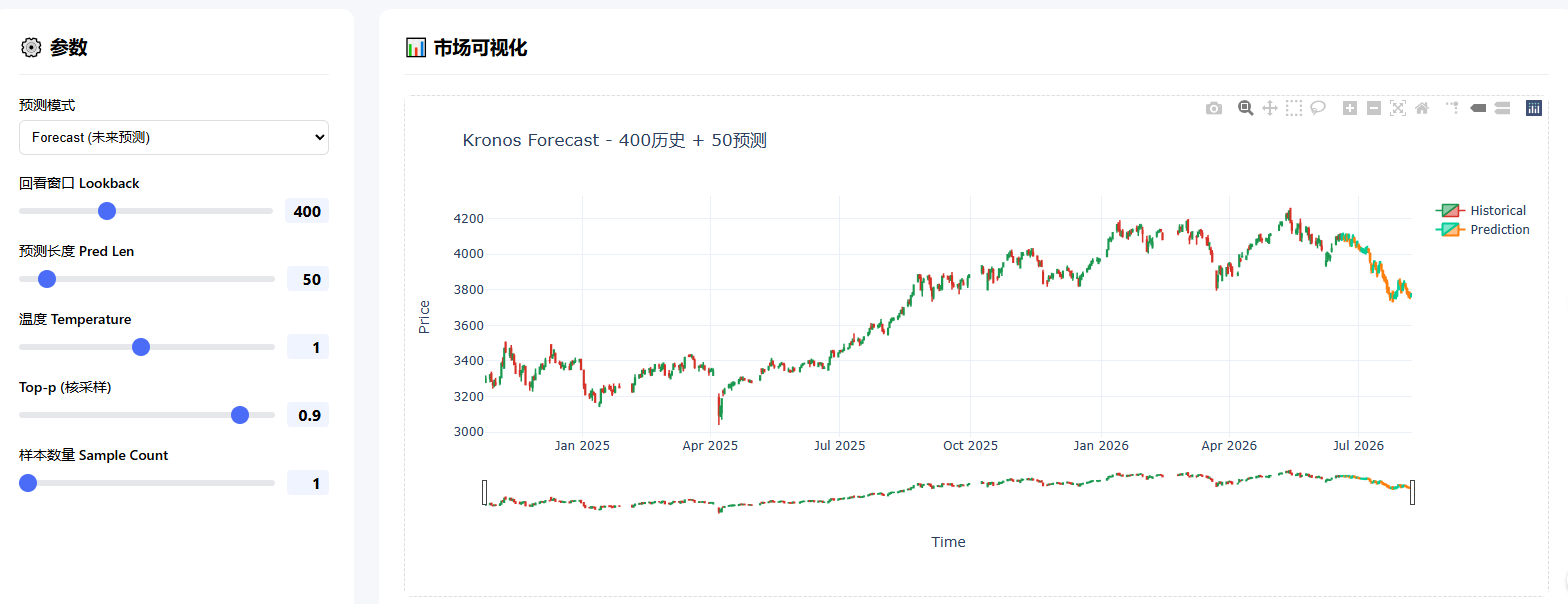 参数
预测模式
Forecast (未来预测)
回看窗口 Lookback
400
预测长度 Pred Len
50
温度 Temperature
1
Top-p (核采样)
0.9
样本数量 Sample Count
1
市场可视化
Kronos Forecast - 400历史 + 50预测
Historical
Prediction
Price
4200
4000
3800
3600
3400
3200
3000
Jan 2025
Apr 2025
Jul 2025
Oct 2025
Jan 2026
Apr 2026
Jul 2026
Time